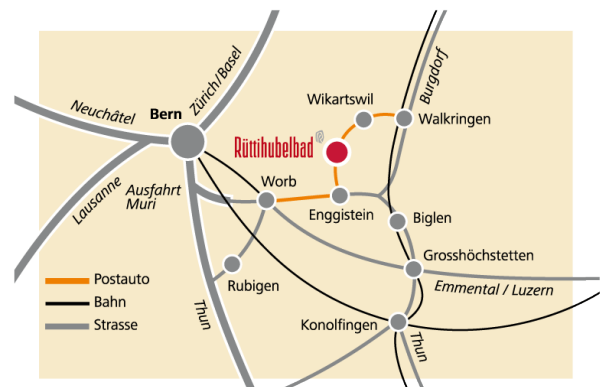 Zürich/Basel
Burgdorf
Neuchâtel
Bern
Wikartswil
Walkringen
Rüttihubelbad
Lausanne
Ausfahrt
Muri
Worb
Enggistein
Biglen
Grosshöchstetten
Rubigen
Emmental / Luzern
Postauto
Bahn
Strasse
Thun
Konolfingen
Thun